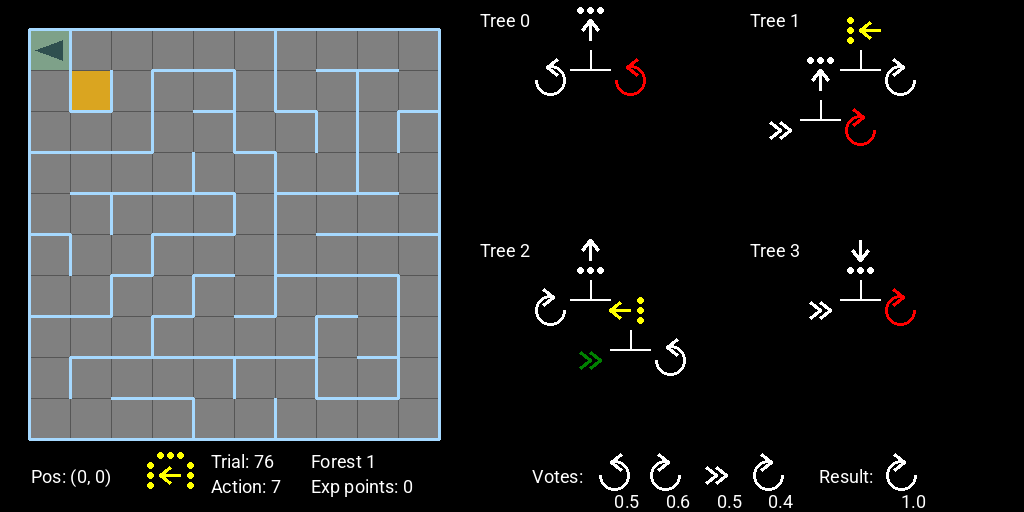 Tree 0
Tree 1
Tree 2
Tree 3
Pos: (0, 0)
Trial: 76
Action: 7
Forest 1
Exp points: 0
Votes:
0.5
0.6
0.5
0.4
Result:
1.0